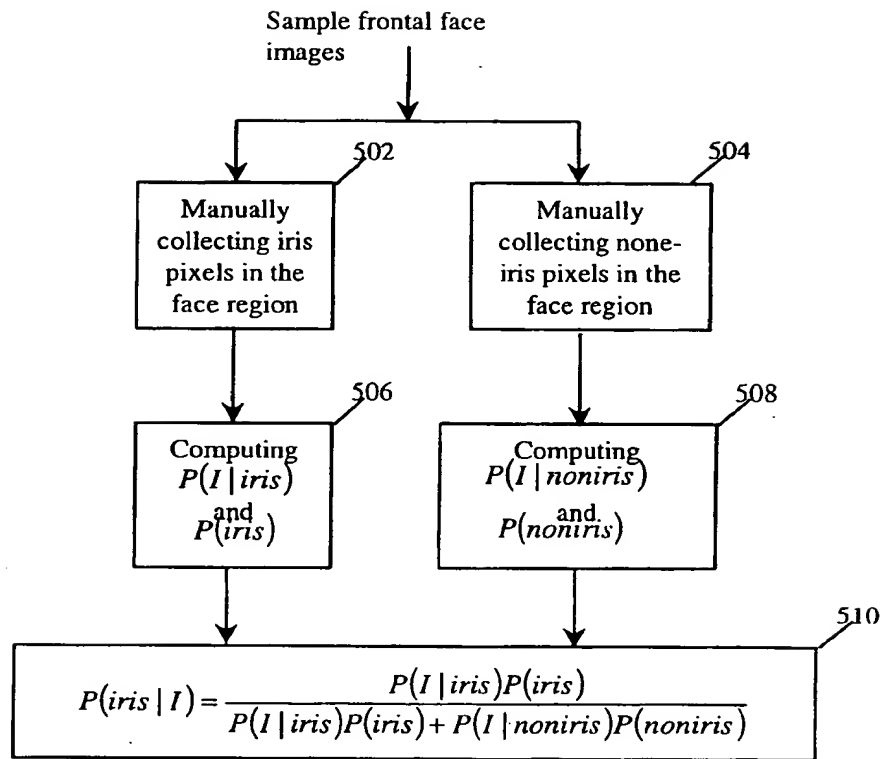 Sample frontal face
images
502
504
Manually
collecting iris
pixels in the
face region
Manually
collecting none-
iris pixels in the
face region
506
508
Computing
P(I | iris)
and
P(iris)
Computing
P(I | noniris)
and
P(noniris)
510
P(iris | I) = P(I | iris)P(iris) / P(I | iris)P(iris) + P(I | noniris)P(noniris)